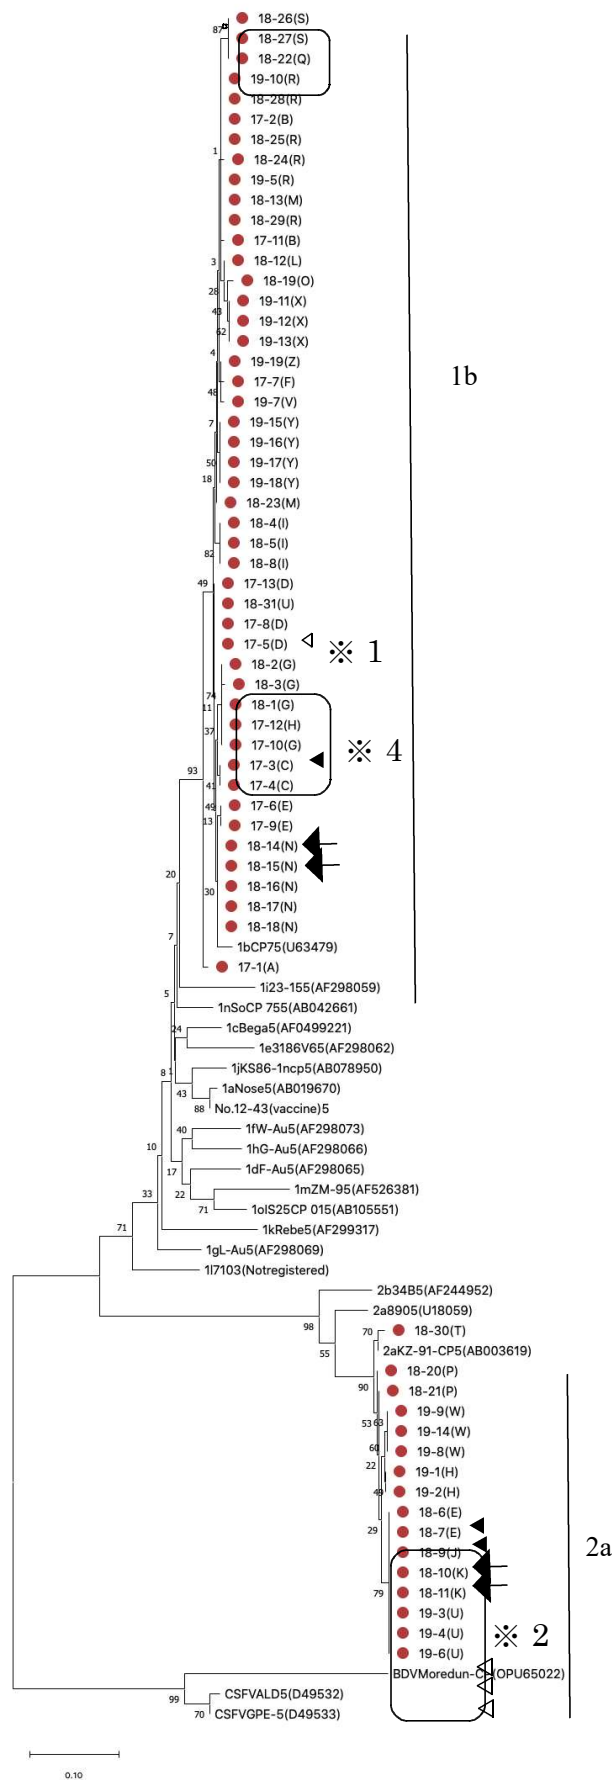 18-26(S)
87
18-27(S)
18-22(Q)
19-10(R)
18-28(R)
17-2(B)
18-25(R)
1
18-24(R)
19-5(R)
18-13(M)
18-29(R)
17-11(B)
3
18-12(L)
28
18-19(O)
43
19-11(X)
19-12(X)
62
19-13(X)
4
19-19(Z)
17-7(F)
1b
48
19-7(V)
7
19-15(Y)
19-16(Y)
50
19-17(Y)
18
19-18(Y)
18-23(M)
18-4(I)
18-5(I)
82
18-8(I)
49
17-13(D)
18-31(U)
17-8(D)
17-5(D)
※ 1
18-2(G)
18-3(G)
74
11
18-1(G)
37
17-12(H)
17-10(G)
※ 4
93
17-3(C)
41
17-4(C)
49
17-6(E)
13
17-9(E)
18-14(N)
20
18-15(N)
30
18-16(N)
18-17(N)
18-18(N)
7
1bCP75(U63479)
17-1(A)
5
1i23-155(AF298059)
1nSoCP 755(AB042661)
24
1cBega5(AF0499221)
1e3186V65(AF298062)
8
1
1jKS86-1ncp5(AB078950)
43
1aNose5(AB019670)
88
No.12-43(vaccine)5
40
1fW-Au5(AF298073)
10
1hG-Au5(AF298066)
17
1dF-Au5(AF298065)
22
1mZM-95(AF526381)
33
71
1oIS25CP 015(AB105551)
71
1kRebe5(AF299317)
1gL-Au5(AF298069)
1l7103(Notregistered)
2b34B5(AF244952)
98
2a8905(U18059)
70
18-30(T)
55
2aKZ-91-CP5(AB003619)
90
18-20(P)
18-21(P)
53
63
19-9(W)
19-14(W)
60
19-8(W)
22
19-1(H)
49
19-2(H)
18-6(E)
29
18-7(E)
2a
18-9(J)
18-10(K)
79
18-11(K)
19-3(U)
19-4(U)
※ 2
19-6(U)
BDVMoredun-C (OPU65022)
99
CSFVALD5(D49532)
70
CSFVGPE-5(D49533)
0.10